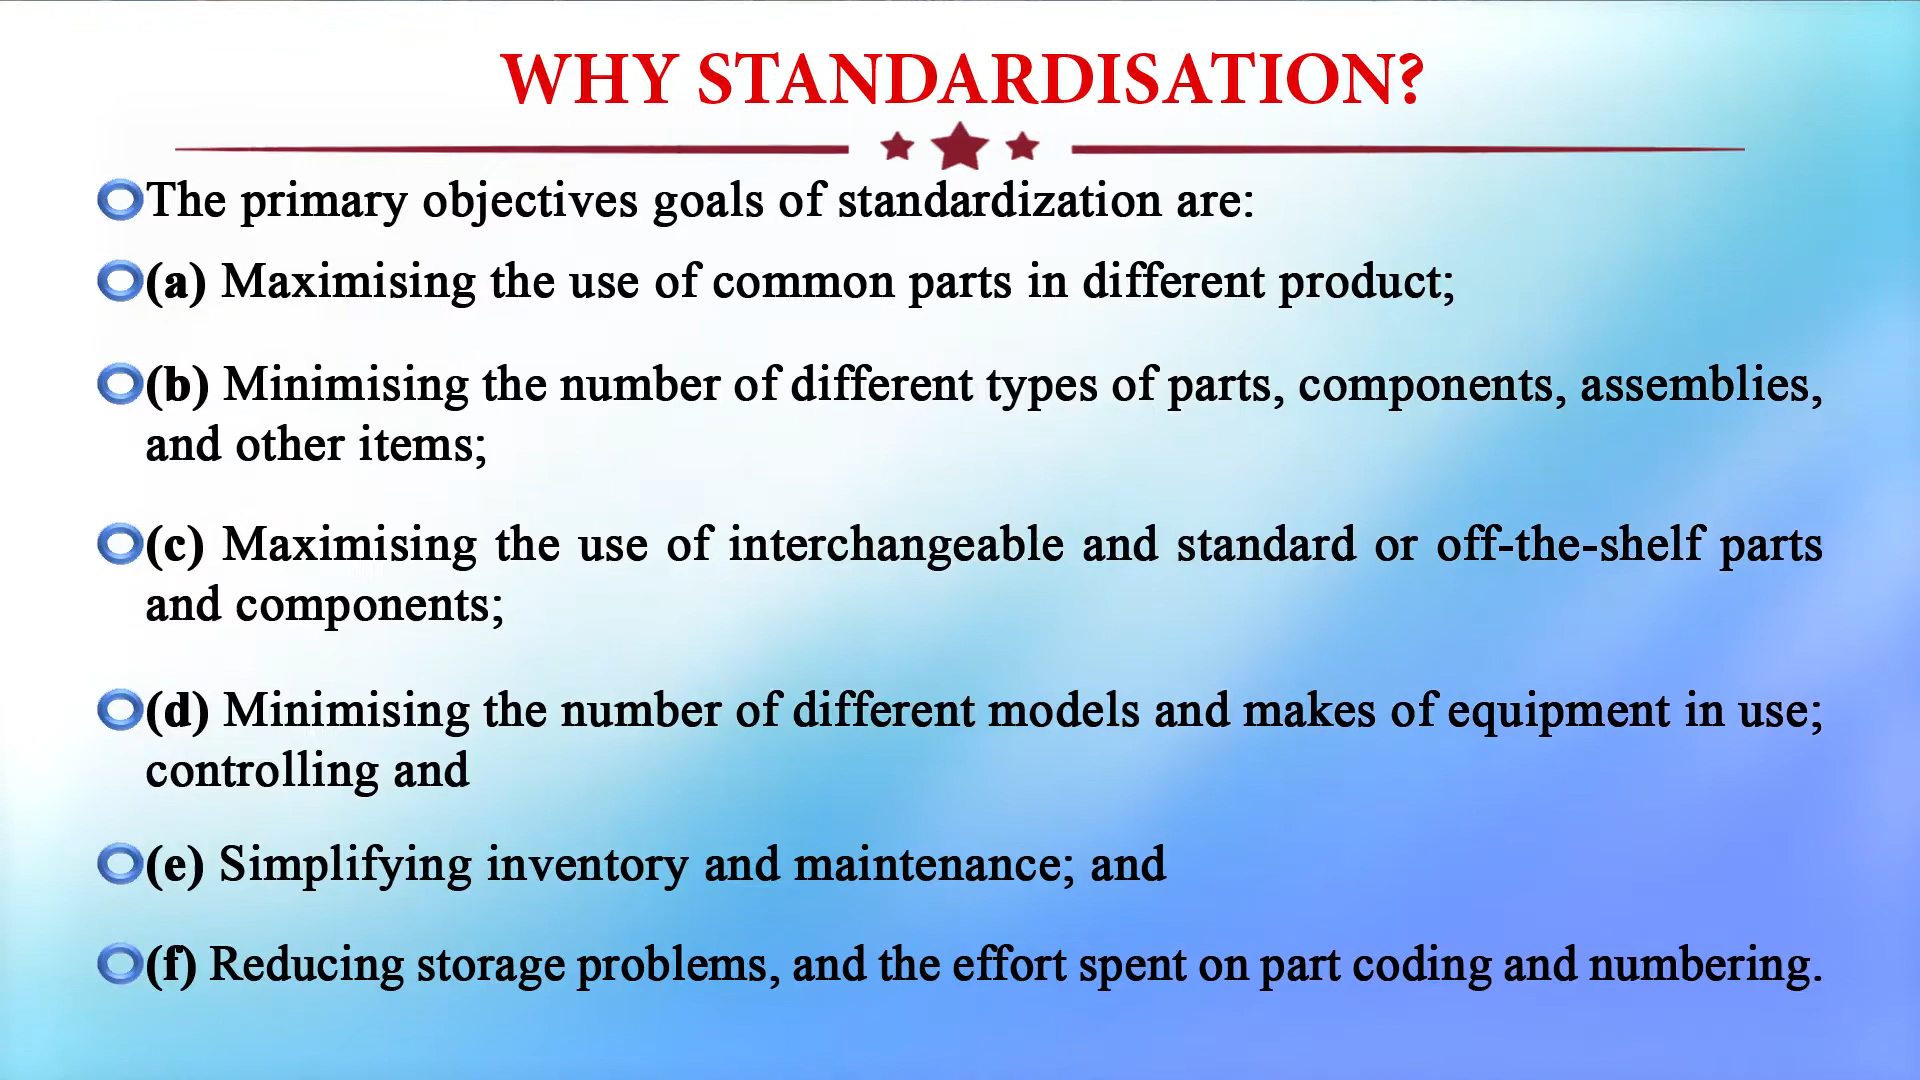 WHY STANDARDISATION?
The primary objectives goals of standardization are:
(a) Maximising the use of common parts in different product;
(b) Minimising the number of different types of parts, components, assemblies,
and other items;
(c) Maximising the use of interchangeable and standard or off-the-shelf parts
and components;
(d) Minimising the number of different models and makes of equipment in use;
controlling and
(e) Simplifying inventory and maintenance; and
(f) Reducing storage problems, and the effort spent on part coding and numbering.